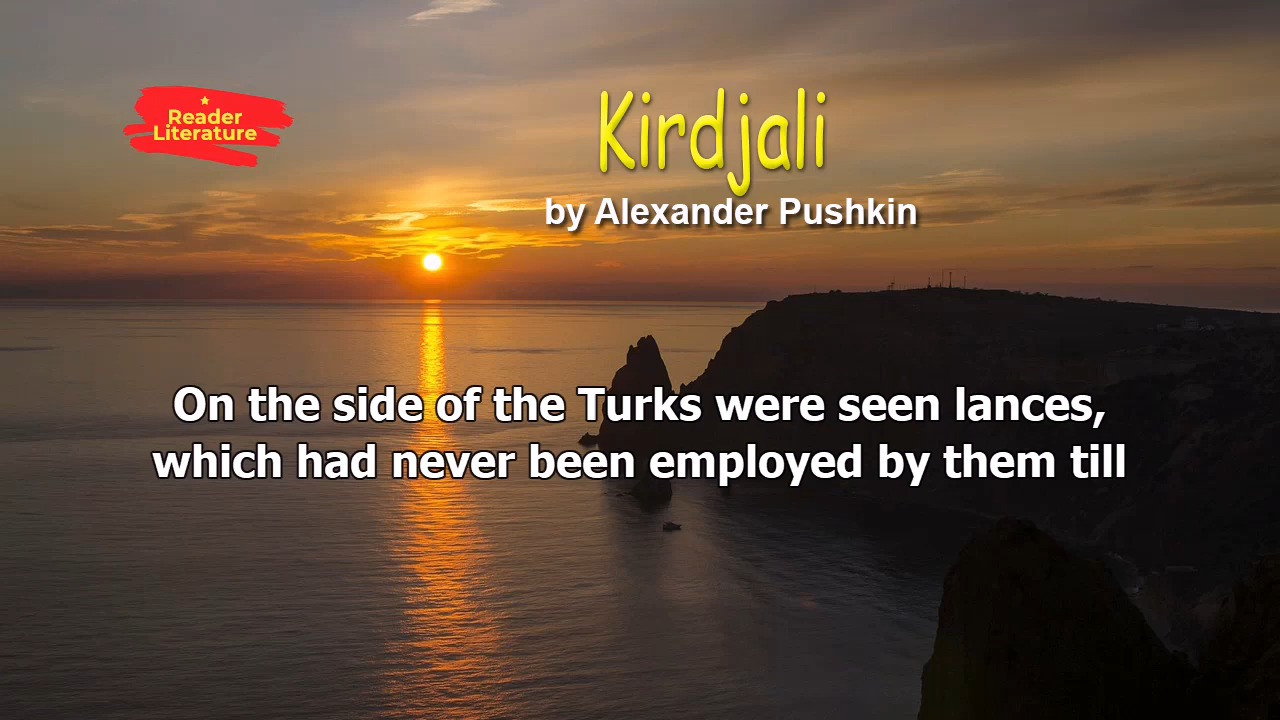 Reader
Literature
Kirdjali
by Alexander Pushkin
On the side of the Turks were seen lances,
which had never been employed by them till